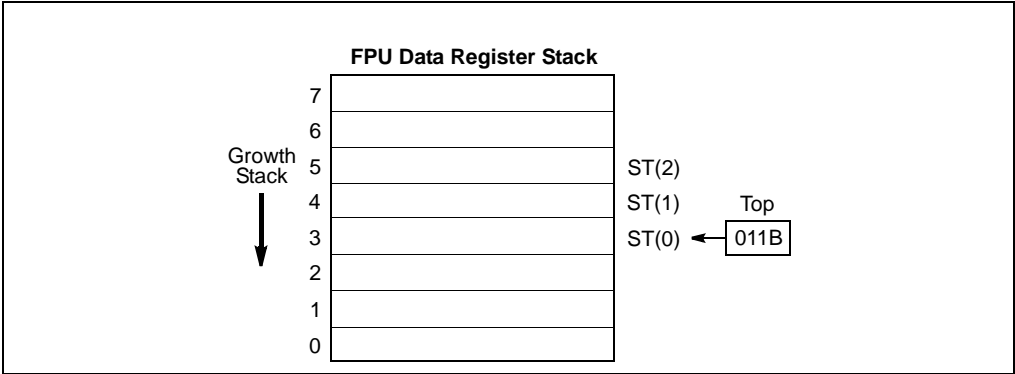 FPU Data Register Stack
7
6
Growth
Stack
5
ST(2)
4
ST(1)
Top
3
ST(0)
011B
2
1
0